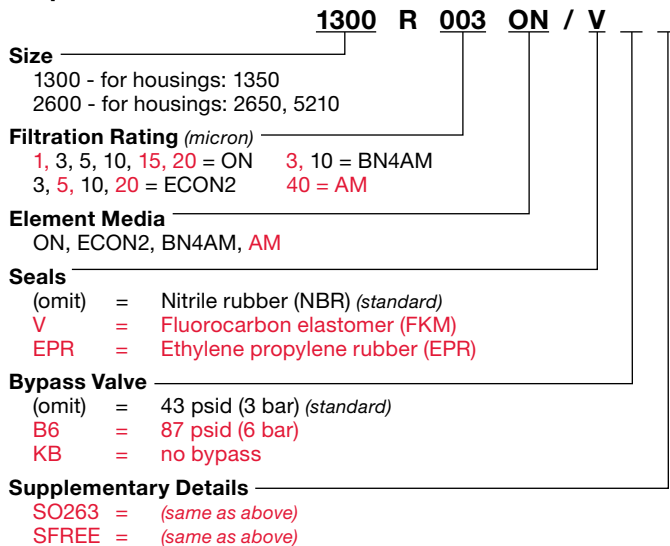 1300 R 003 ON / V
Size
1300 - for housings: 1350
2600 - for housings: 2650, 5210
Filtration Rating (micron)
1, 3, 5, 10, 15, 20 = ON 3, 10 = BN4AM
3, 5, 10, 20 = ECON2 40 = AM
Element Media
ON, ECON2, BN4AM, AM
Seals
(omit) = Nitrile rubber (NBR) (standard)
V = Fluorocarbon elastomer (FKM)
EPR = Ethylene propylene rubber (EPR)
Bypass Valve
(omit) = 43 psid (3 bar) (standard)
B6 = 87 psid (6 bar)
KB = no bypass
Supplementary Details
SO263 = (same as above)
SFREE = (same as above)